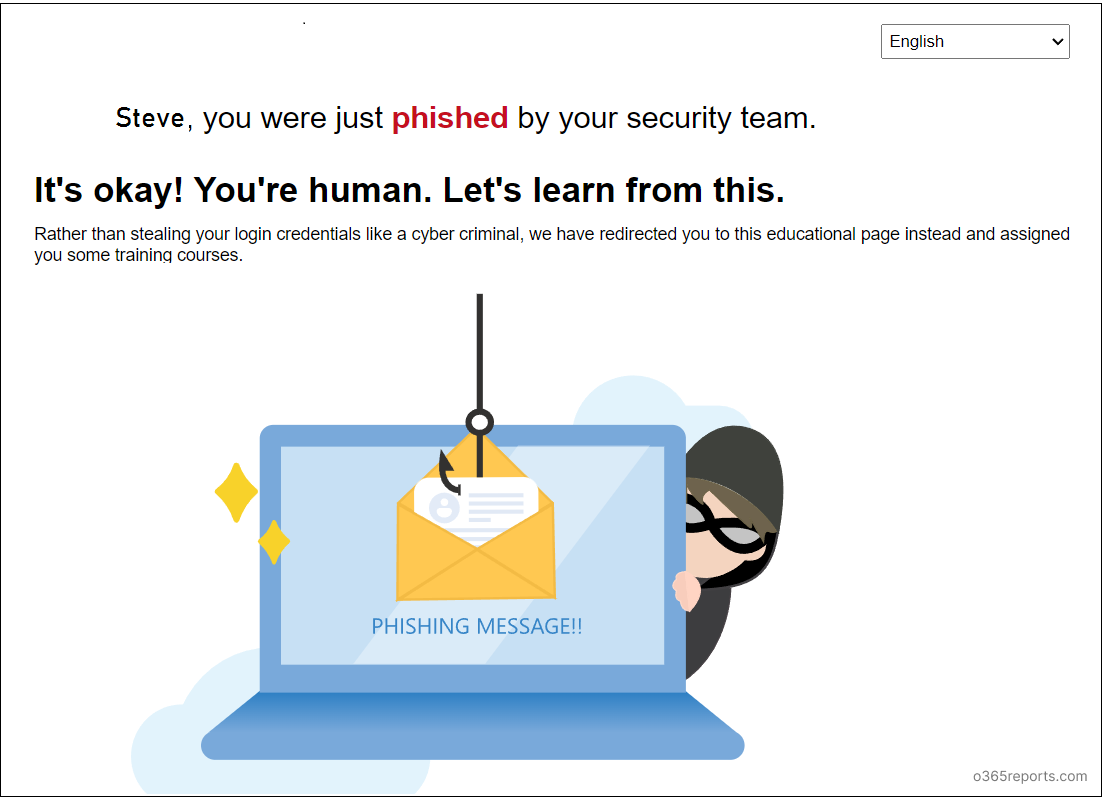 English
Steve, you were just phished by your security team.
It's okay! You're human. Let's learn from this.
Rather than stealing your login credentials like a cyber criminal, we have redirected you to this educational page instead and assigned
you some training courses.
PHISHING MESSAGE!!
o365reports.com